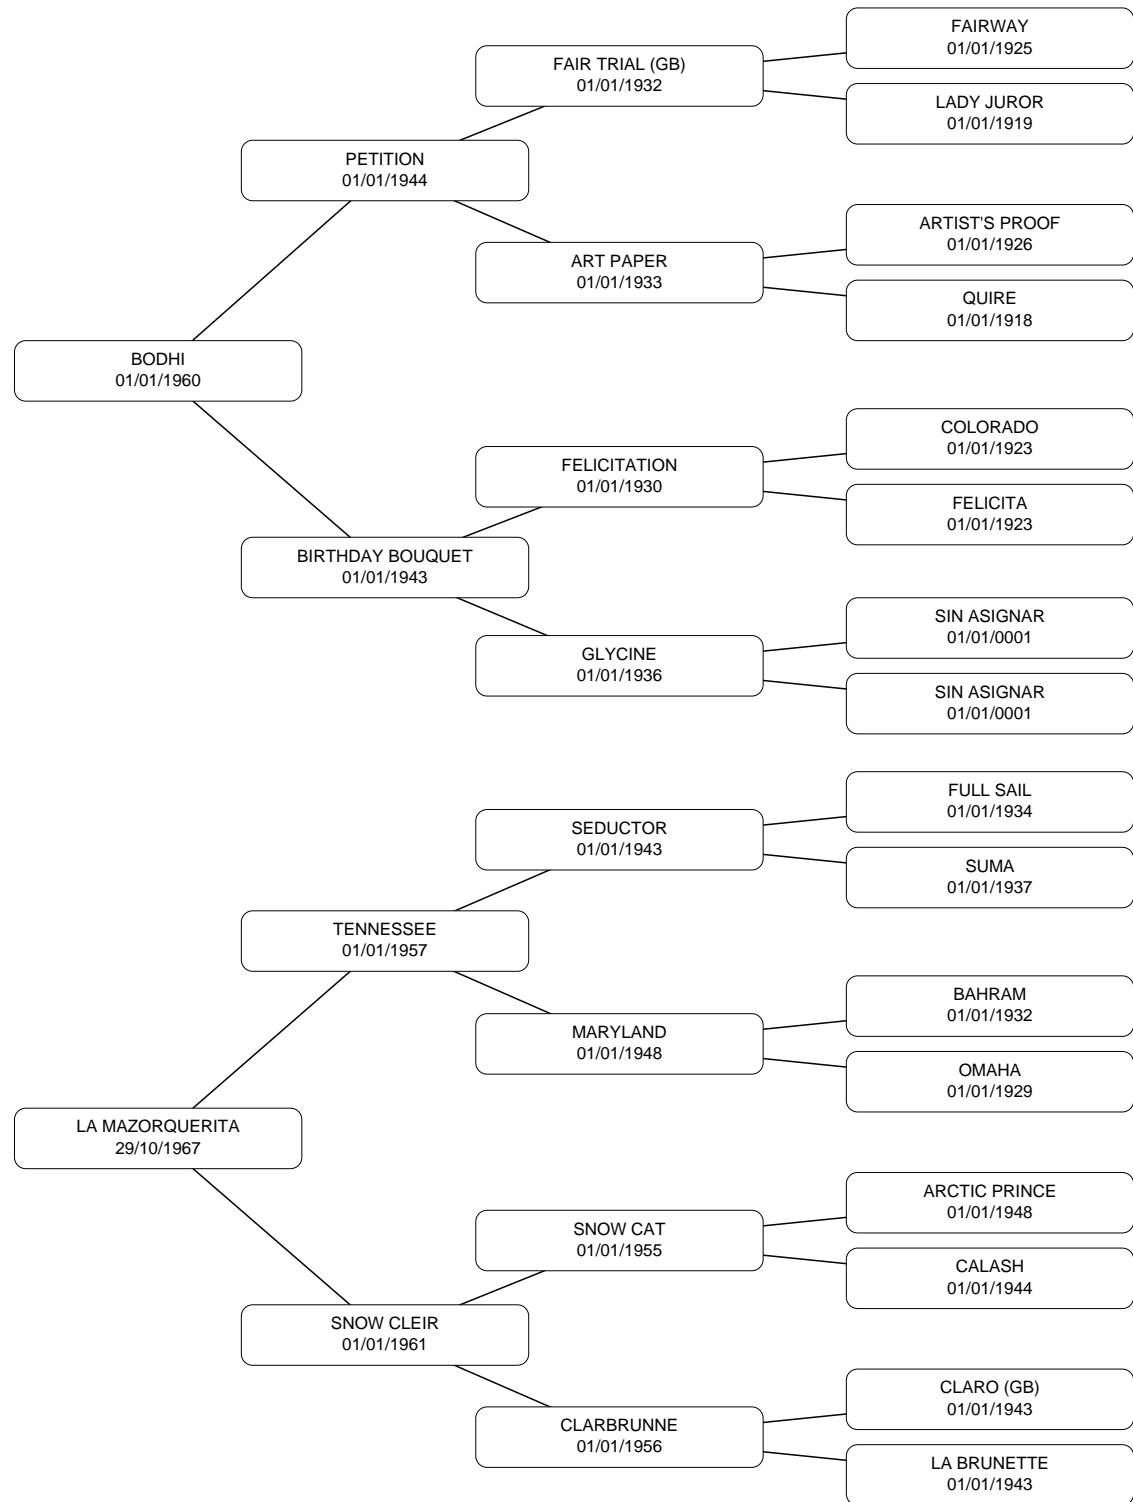 FAIRWAY
01/01/1925
FAIR TRIAL (GB)
01/01/1932
LADY JUROR
01/01/1919
PETITION
01/01/1944
ARTIST'S PROOF
01/01/1926
ART PAPER
01/01/1933
QUIRE
01/01/1918
BODHI
01/01/1960
COLORADO
01/01/1923
FELICITATION
01/01/1930
FELICITA
01/01/1923
BIRTHDAY BOUQUET
01/01/1943
SIN ASIGNAR
01/01/0001
GLYCINE
01/01/1936
SIN ASIGNAR
01/01/0001
FULL SAIL
01/01/1934
SEDUCTOR
01/01/1943
SUMA
01/01/1937
TENNESSEE
01/01/1957
BAHRAM
01/01/1932
MARYLAND
01/01/1948
OMAHA
01/01/1929
LA MAZORQUERITA
29/10/1967
ARCTIC PRINCE
01/01/1948
SNOW CAT
01/01/1955
CALASH
01/01/1944
SNOW CLEIR
01/01/1961
CLARO (GB)
01/01/1943
CLARBRUNNE
01/01/1956
LA BRUNETTE
01/01/1943